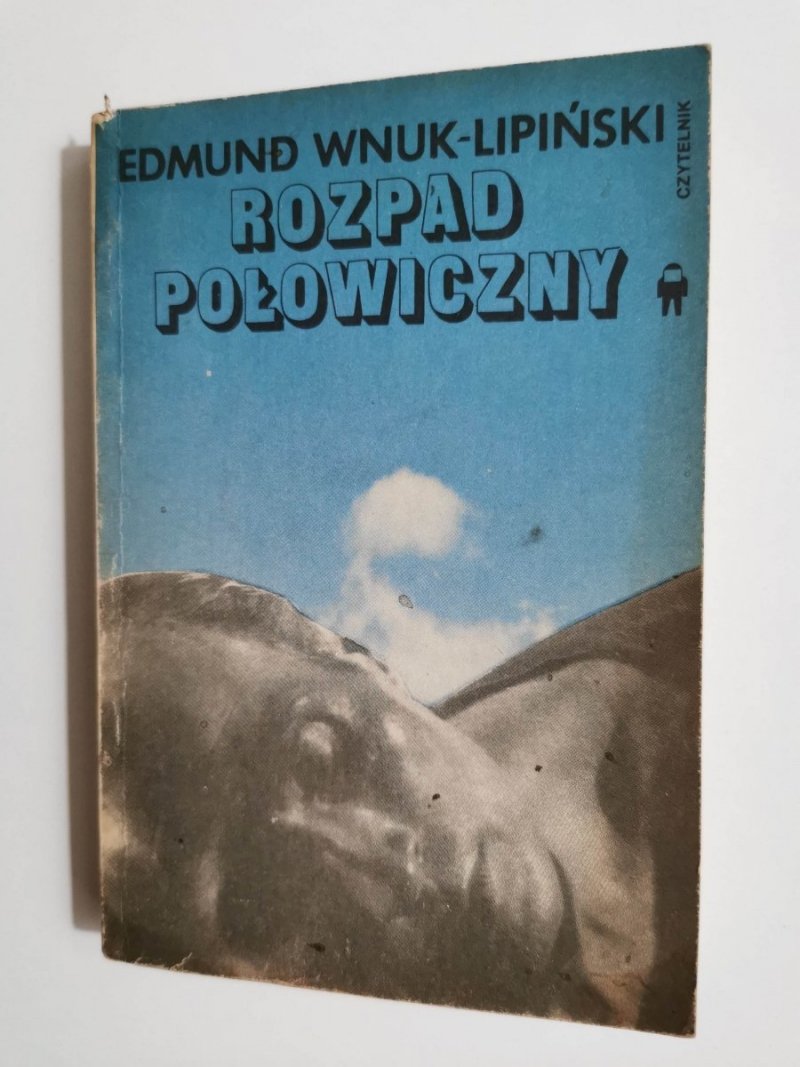 EDMUND WNUK-LIPIŃSKI
ROZPAD
POŁOWICZNY
CZYTELNIK